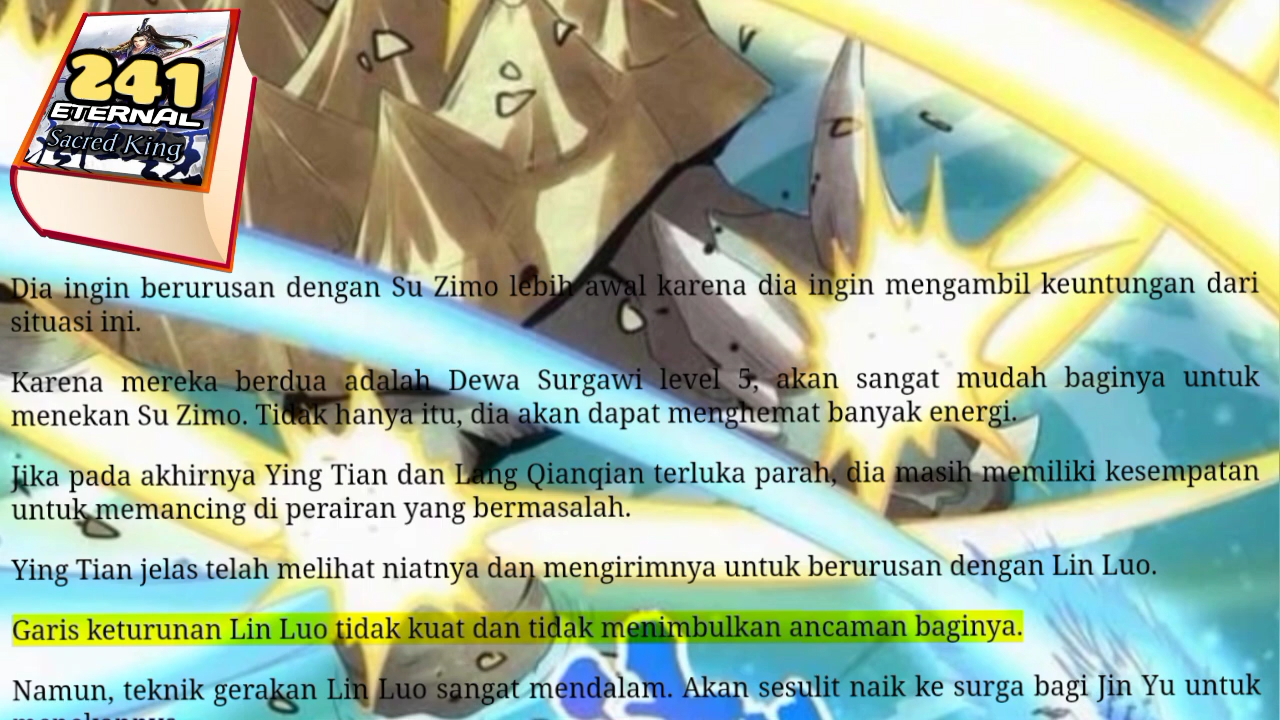 241
ETERNAL
Sacred King
Dia ingin berurusan dengan Su Zimo lebih awal karena dia ingin mengambil keuntungan dari
situasi ini.
Karena mereka berdua adalah Dewa Surgawi level 5, akan sangat mudah baginya untuk
menekan Su Zimo. Tidak hanya itu, dia akan dapat menghemat banyak energi.
Jika pada akhirnya Ying Tian dan Lang Qianqian terluka parah, dia masih memiliki kesempatan
untuk memancing di perairan yang bermasalah.
Ying Tian jelas telah melihat niatnya dan mengirimnya untuk berurusan dengan Lin Luo.
Garis keturunan Lin Luo tidak kuat dan tidak menimbulkan ancaman baginya.
Namun, teknik gerakan Lin Luo sangat mendalam. Akan sesulit naik ke surga bagi Jin Yu untuk